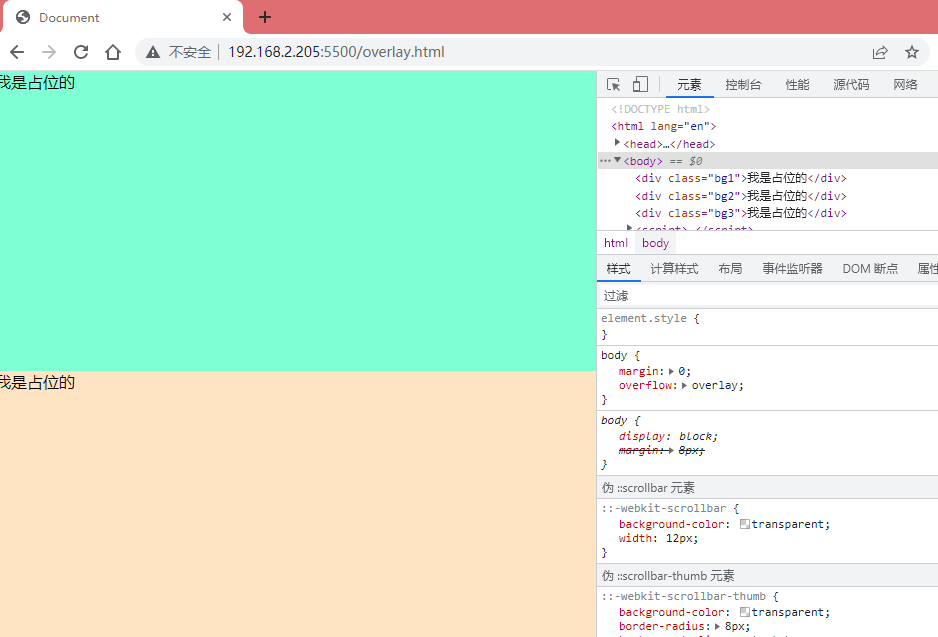 Document
不安全 192.168.2.205:5500/overlay.html
我是占位的
我是占位的
元素 控制台 性能 源代码 网络
<!DOCTYPE html>
<html lang="en">
<head>…</head>
<body> == $0
<div class="bg1">我是占位的</div>
<div class="bg2">我是占位的</div>
<div class="bg3">我是占位的</div>
html body
样式 计算样式 布局 事件监听器 DOM 断点 属性
过滤
element.style {
}
body {
margin: 0;
overflow: overlay;
}
body {
display: block;
margin: 8px;
}
伪 ::scrollbar 元素
::-webkit-scrollbar {
background-color: transparent;
width: 12px;
}
伪 ::scrollbar-thumb 元素
::-webkit-scrollbar-thumb {
background-color: transparent;
border-radius: 8px;